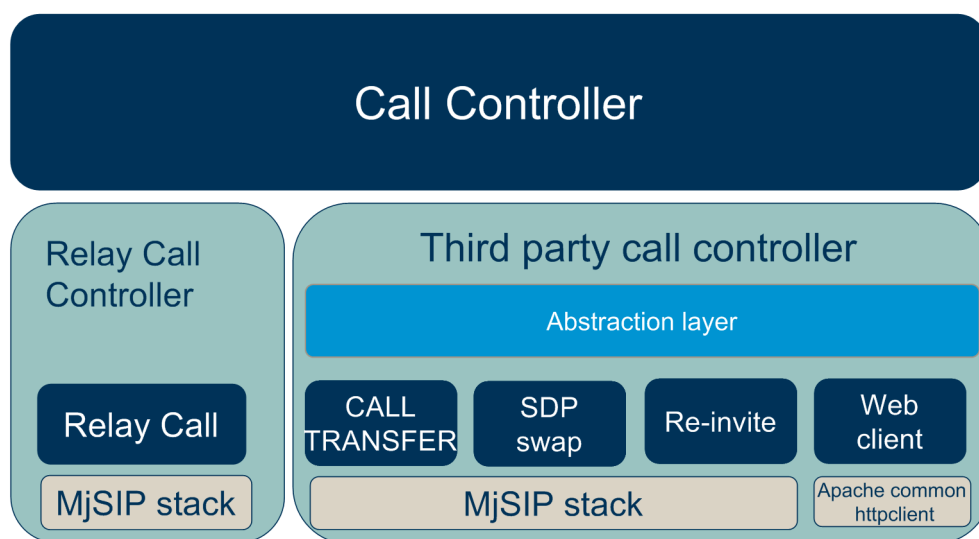 Call Controller
Relay Call
Controller
Third party call controller
Abstraction layer
Relay Call
CALL
TRANSFER
SDP
swap
Re-invite
Web
client
MjSIP stack
MjSIP stack
Apache common
httpclient